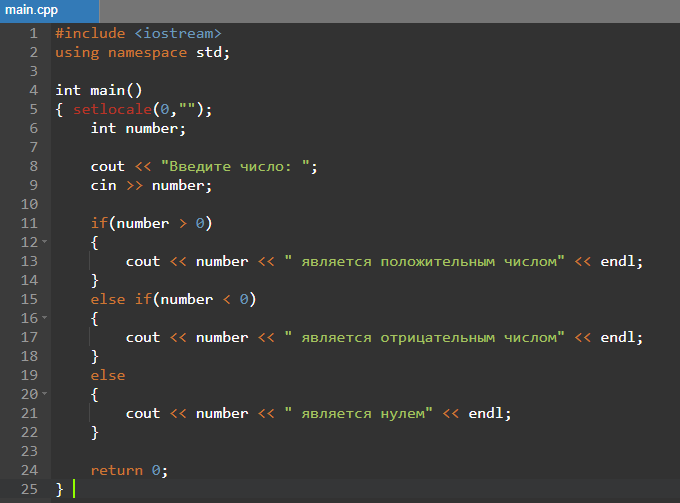 main.cpp
1 #include <iostream>
2 using namespace std;
3
4 int main()
5 { setlocale(0,"");
6     int number;
7
8     cout << "Введите число: ";
9     cin >> number;
10
11     if(number > 0)
12     {
13         cout << number << " является положительным числом" << endl;
14     }
15     else if(number < 0)
16     {
17         cout << number << " является отрицательным числом" << endl;
18     }
19     else
20     {
21         cout << number << " является нулем" << endl;
22     }
23
24     return 0;
25 }